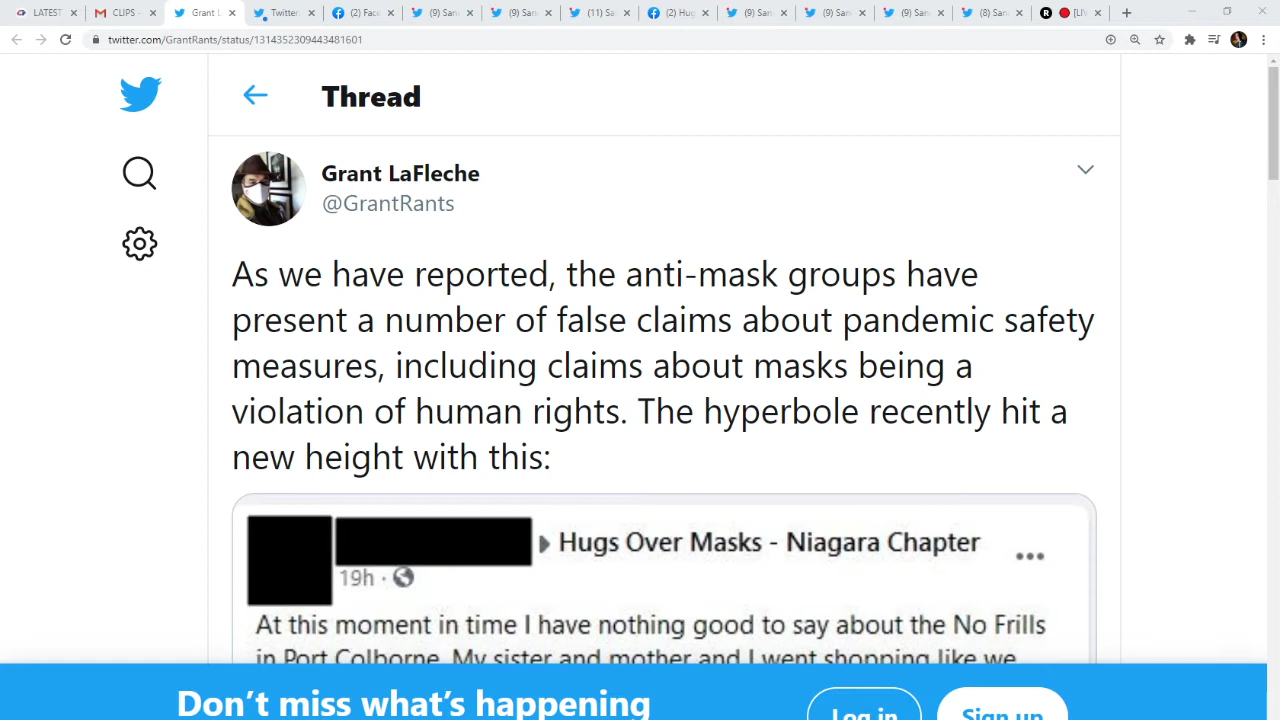 LATEST
CLIPS -
Grant L
Twitter.
(2) Fac
(9) San
(9) San
(11) Sa
(2) Hug
(9) San
(9) San
(9) San
(8) San
twitter.com/GrantRants/status/1314352309443481601
Thread
Grant LaFleche
@GrantRants
As we have reported, the anti-mask groups have
present a number of false claims about pandemic safety
measures, including claims about masks being a
violation of human rights. The hyperbole recently hit a
new height with this:
Hugs Over Masks - Niagara Chapter
19h
At this moment in time I have nothing good to say about the No Frills
in Port Colborne. My sister and mother and I went shopping like we
Don't miss what's happening
Log in
Sign up